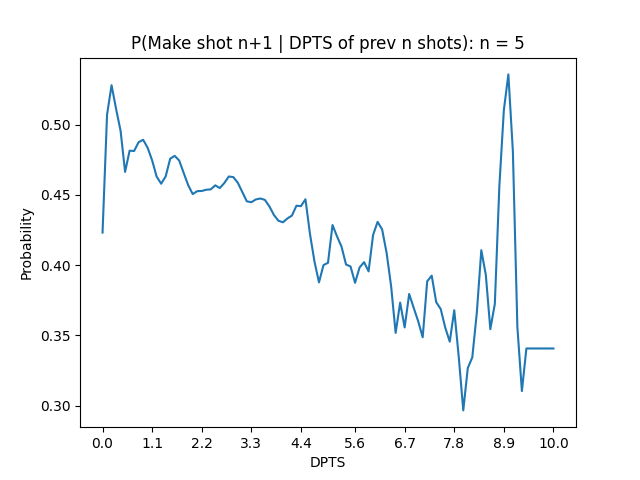 P(Make shot n+1 | DPTS of prev n shots): n = 5
Probability
0.50
0.45
0.40
0.35
0.30
0.0 1.1 2.2 3.3 4.4 5.6 6.7 7.8 8.9 10.0
DPTS